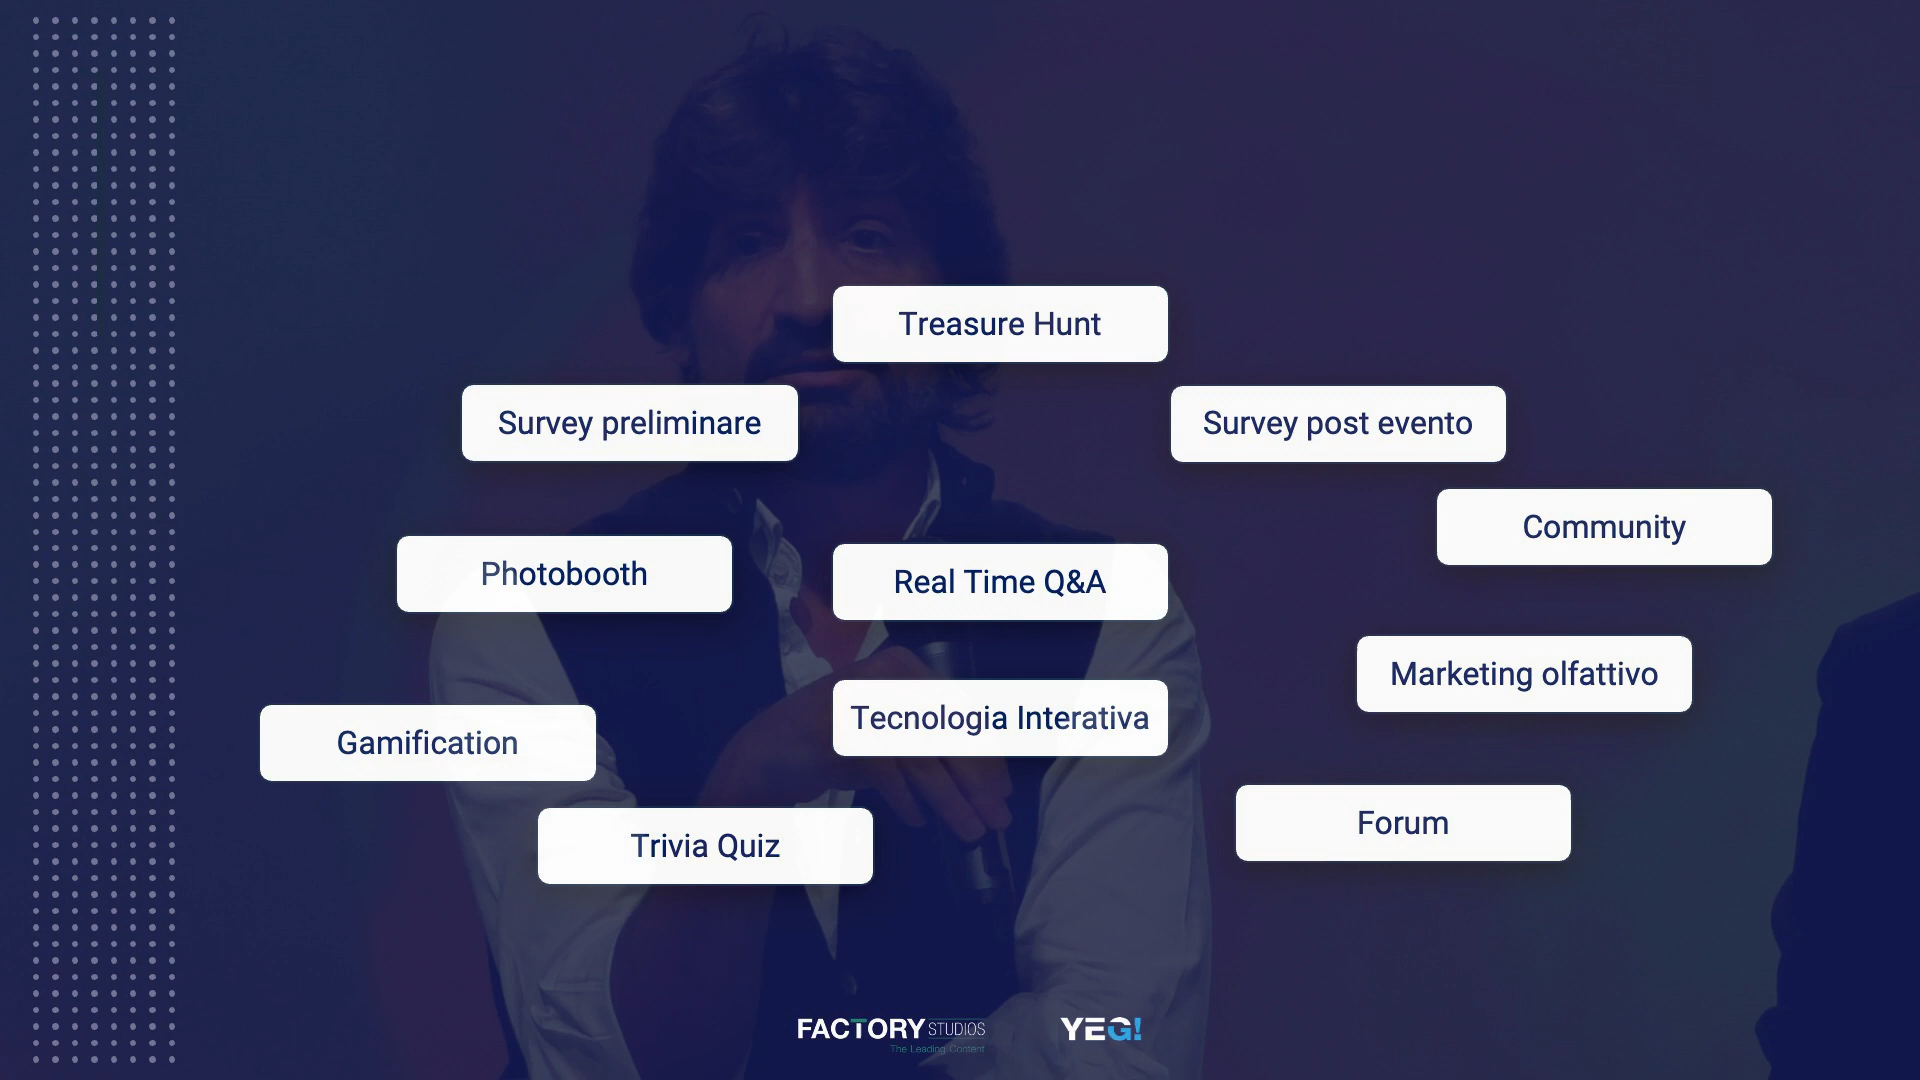 Treasure Hunt
Survey preliminare
Survey post evento
Community
Photobooth
Real Time Q&A
Marketing olfattivo
Tecnologia Interativa
Gamification
Forum
Trivia Quiz
FACTORY STUDIOS
The Leading Content
YEG!